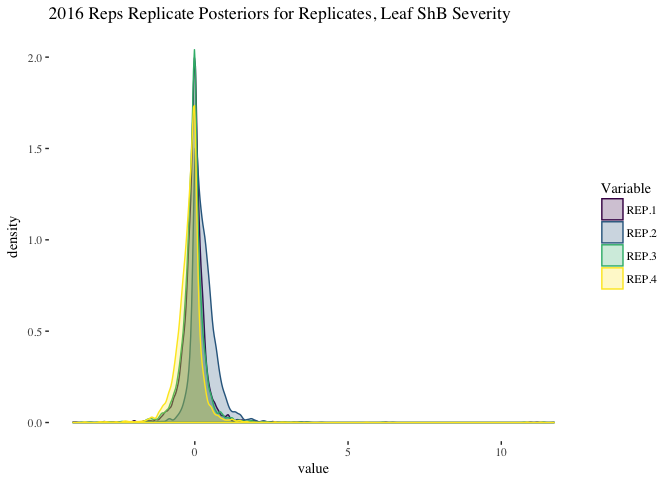 2016 Reps Replicate Posteriors for Replicates, Leaf ShB Severity
2.0
1.5
1.0
0.5
0.0
density
0
5
10
value
Variable
REP.1
REP.2
REP.3
REP.4